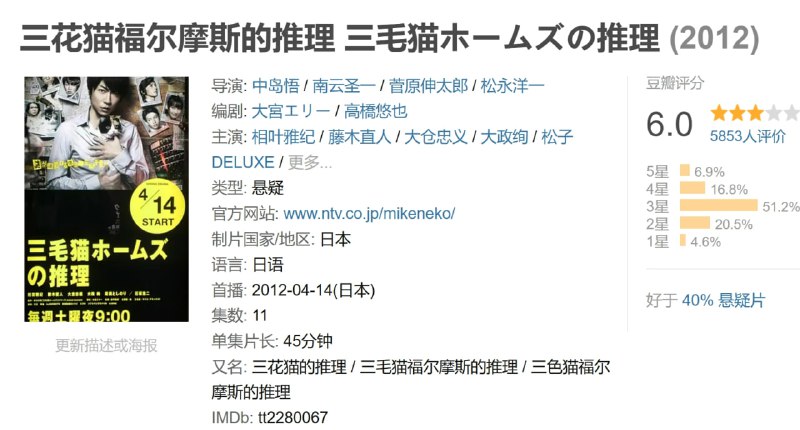 三花猫福尔摩斯的推理 三毛猫ホームズの推理 (2012)
4/14
START
三毛猫ホームズ
の推理
毎週土曜夜9:00
更新描述或海报
导演: 中岛悟 / 南云圣一 / 菅原伸太郎 / 松永洋一
编剧: 大宫エリー / 高橋悠也
主演: 相叶雅纪 / 藤木直人 / 大仓忠义 / 大政绚 / 松子
DELUXE / 更多...
类型: 悬疑
官方网站: www.ntv.co.jp/mikeneko/
制片国家/地区: 日本
语言: 日语
首播: 2012-04-14(日本)
集数: 11
单集片长: 45分钟
又名: 三花猫的推理 / 三毛猫福尔摩斯的推理 / 三色猫福尔
摩斯的推理
IMDb: tt2280067
豆瓣评分
6.0
5853人评价
5星 6.9%
4星 16.8%
3星 51.2%
2星 20.5%
1星 4.6%
好于 40% 悬疑片